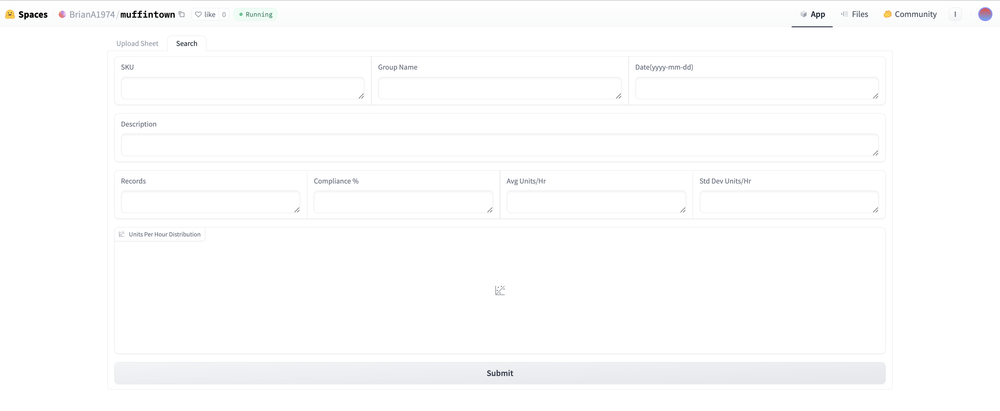 Spaces BrianA1974/muffintown like 0 Running App Files Community
Upload Sheet Search
SKU Group Name Date(yyyy-mm-dd)
Description
Records Compliance % Avg Units/Hr Std Dev Units/Hr
Units Per Hour Distribution
Submit